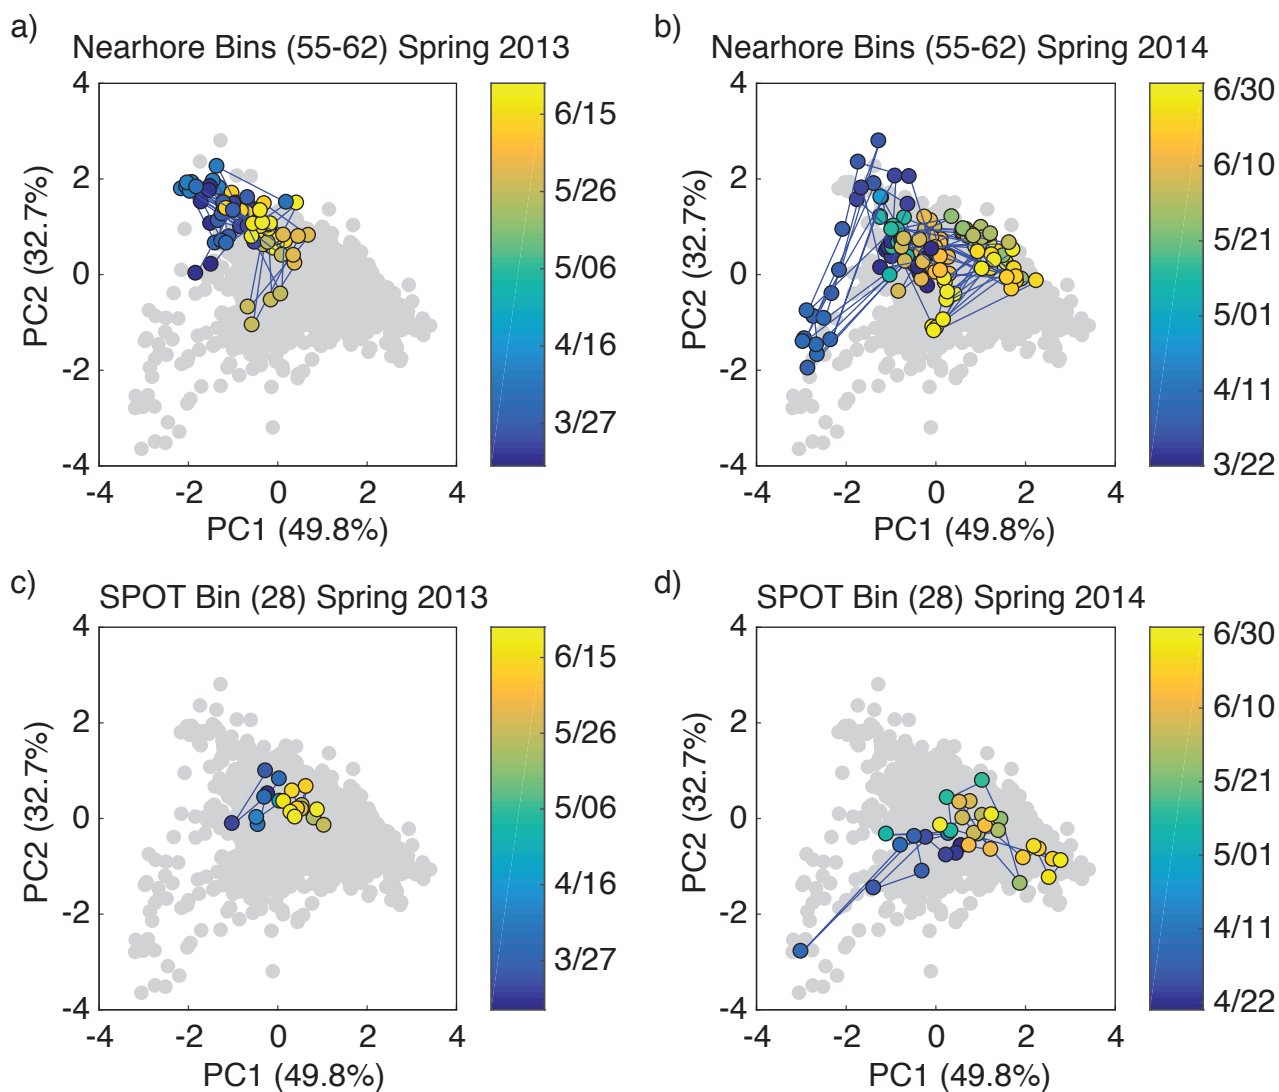 a)
Nearhore Bins (55-62) Spring 2013
4
2
0
-2
-4
PC2 (32.7%)
-4 -2 0 2 4
PC1 (49.8%)
6/15
5/26
5/06
4/16
3/27
b)
Nearhore Bins (55-62) Spring 2014
4
2
0
-2
-4
PC2 (32.7%)
-4 -2 0 2 4
PC1 (49.8%)
6/30
6/10
5/21
5/01
4/11
3/22
c)
SPOT Bin (28) Spring 2013
4
2
0
-2
-4
PC2 (32.7%)
-4 -2 0 2 4
PC1 (49.8%)
6/15
5/26
5/06
4/16
3/27
d)
SPOT Bin (28) Spring 2014
4
2
0
-2
-4
PC2 (32.7%)
-4 -2 0 2 4
PC1 (49.8%)
6/30
6/10
5/21
5/01
4/11
4/22